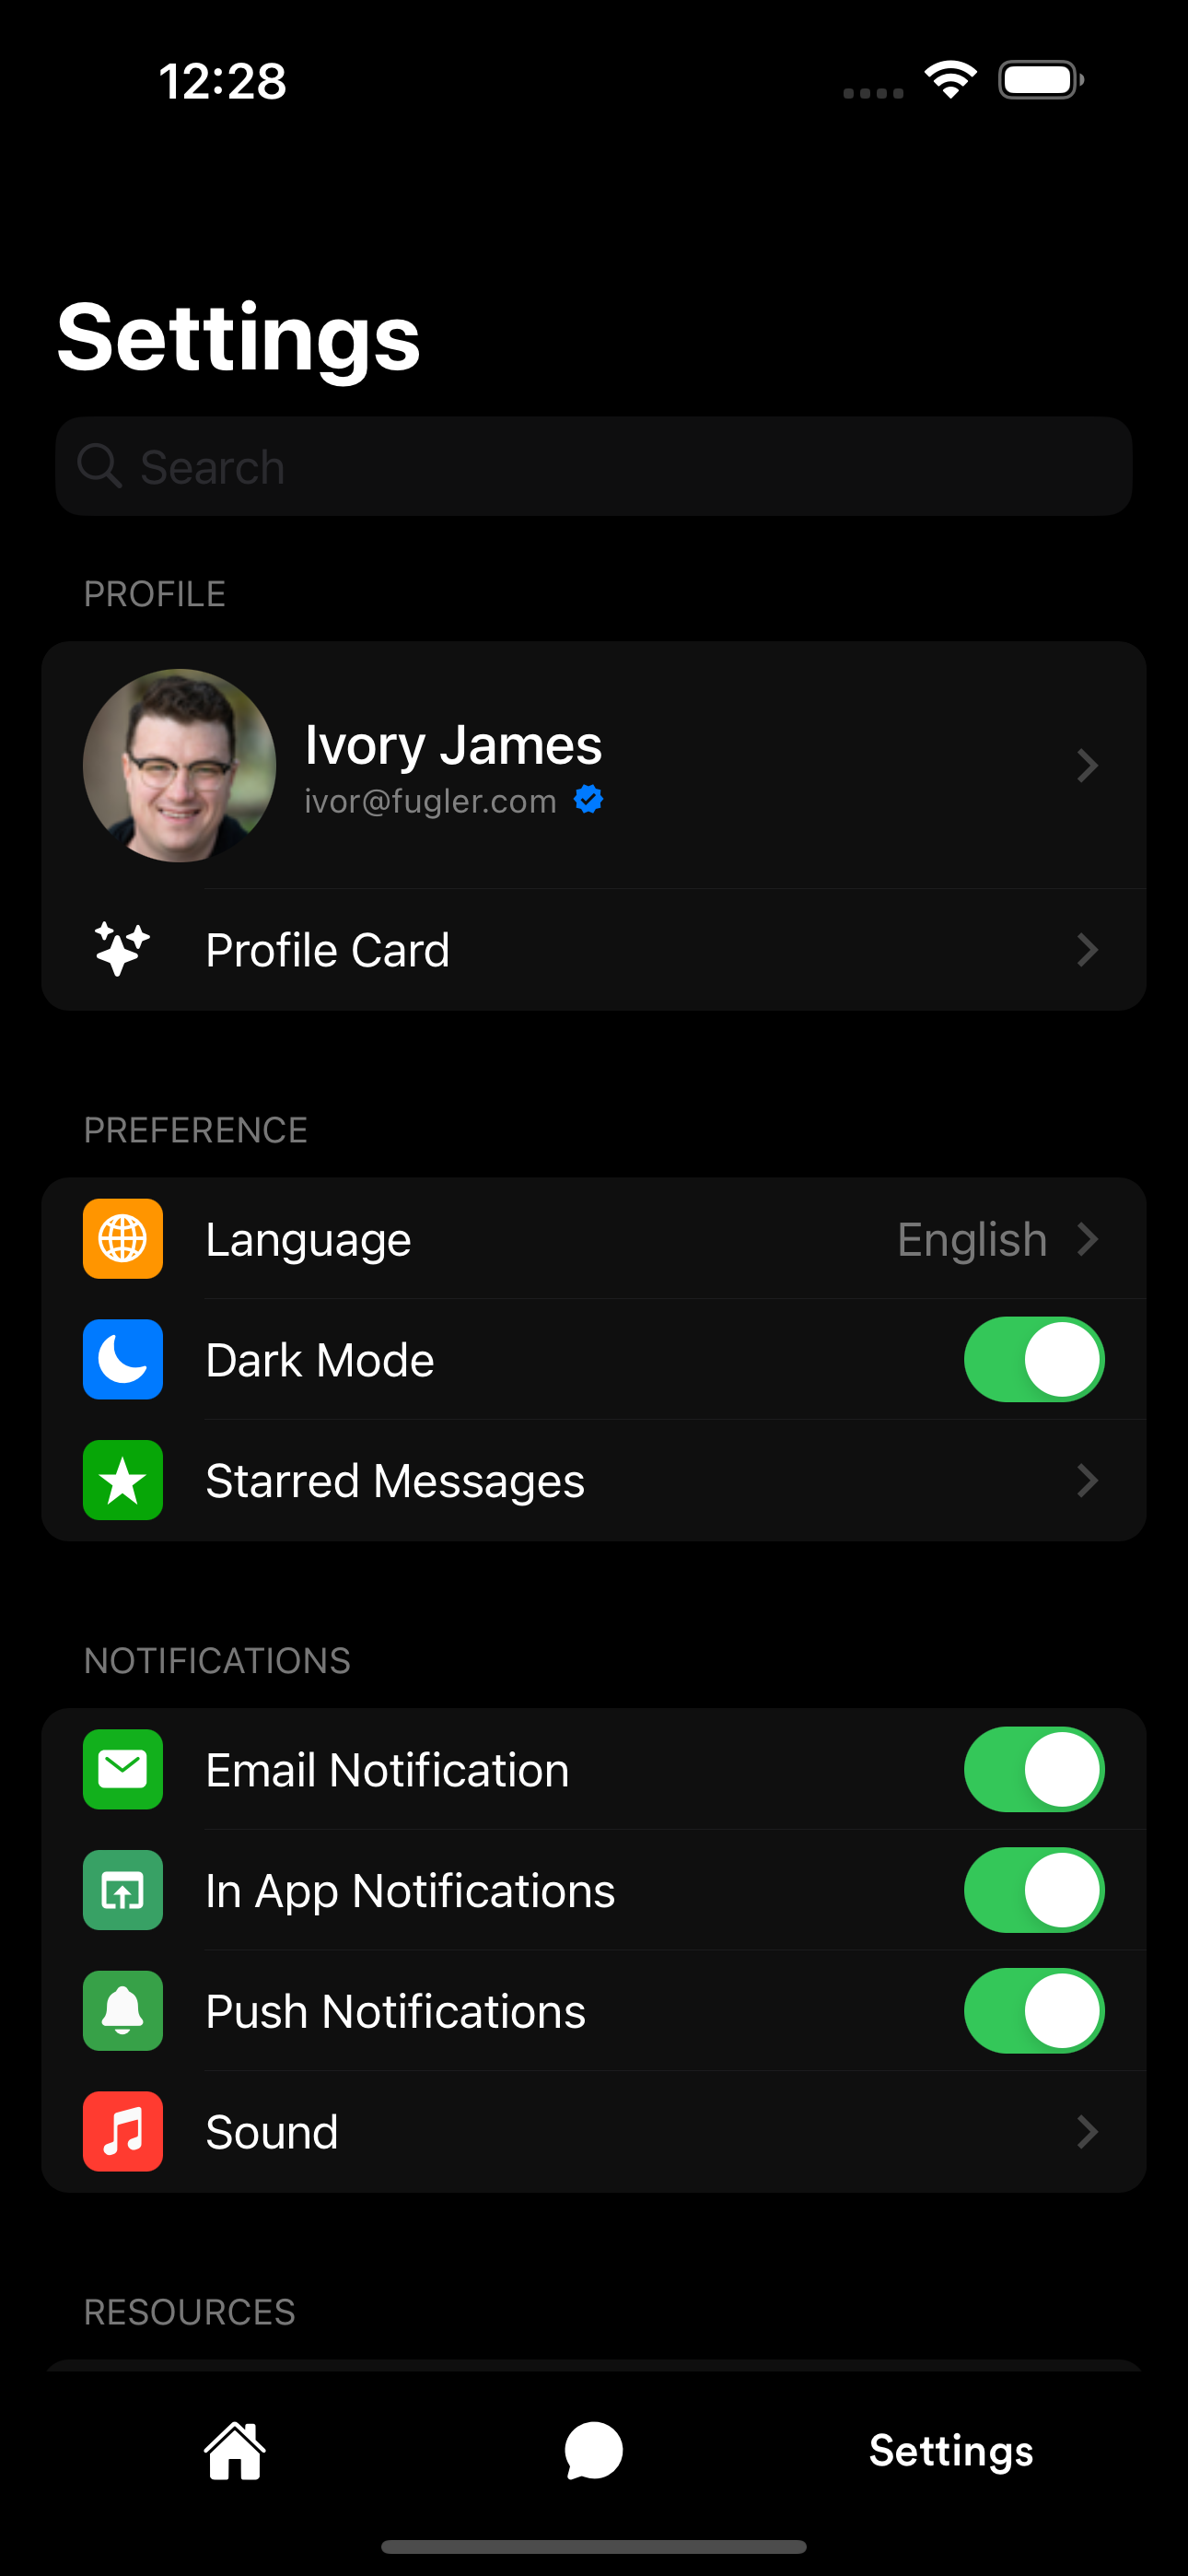 12:28
Settings
Search
PROFILE
Ivory James
ivor@fugler.com
Profile Card
PREFERENCE
Language English
Dark Mode
Starred Messages
NOTIFICATIONS
Email Notification
In App Notifications
Push Notifications
Sound
RESOURCES
Settings